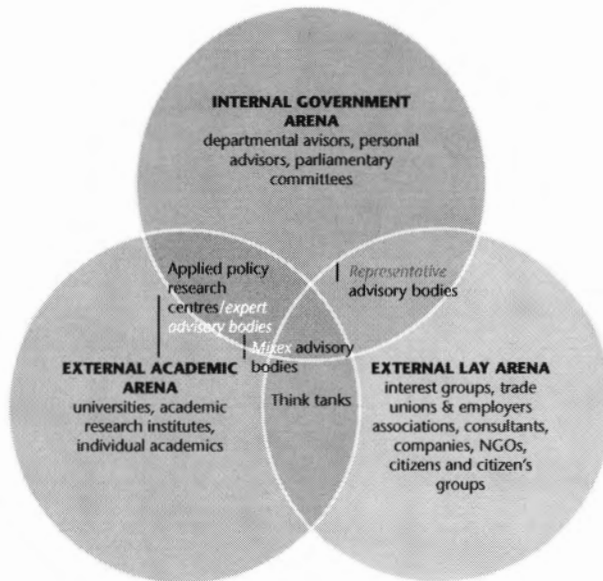 INTERNAL GOVERNMENT
ARENA
departmental avisors, personal
advisors, parliamentary
committees
Applied policy
research
centres/expert
advisory bodies
Representative
advisory bodies
Mixex advisory
bodies
Think tanks
EXTERNAL ACADEMIC
ARENA
universities, academic
research institutes,
individual academics
EXTERNAL LAY ARENA
interest groups, trade
unions & employers
associations, consultants,
companies, NGOs,
citizens and citizen's
groups